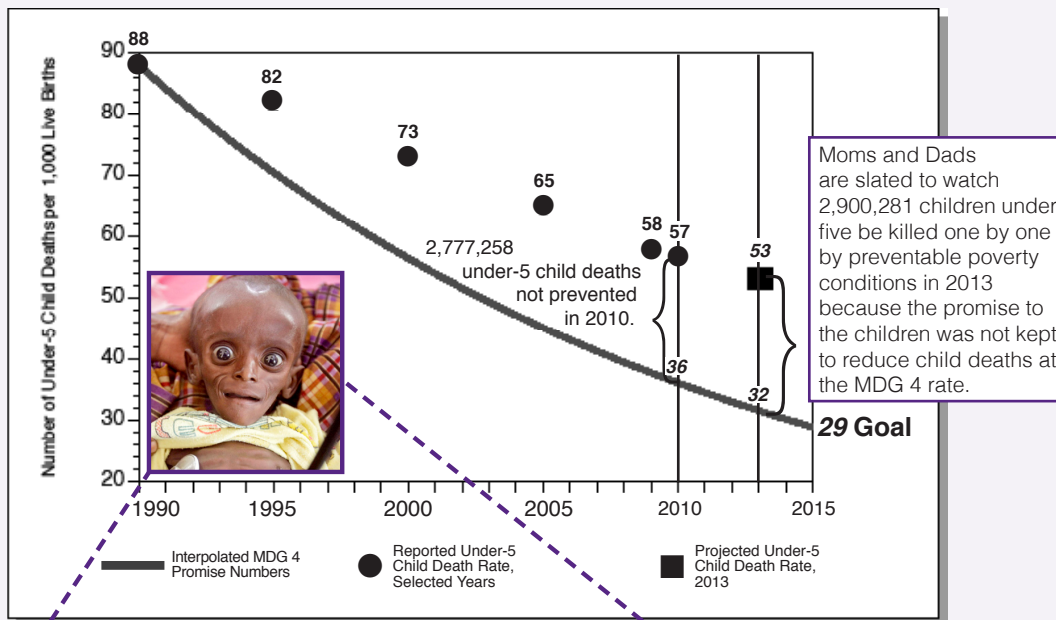 Number of Under-5 Child Deathsper 1,000 Live Births
90
80
70
60
50
40
30
20
88
82
73
65
58
57
53
36
32
2,777,258
under-5 child deaths
not prevented
in 2010.
Moms and Dads
are slated to watch
2,900,281 children under
five be killed one by one
by preventable poverty
conditions in 2013
because the promise to
the children was not kept
to reduce child deaths at
the MDG 4 rate.
29 Goal
1990
1995
2000
2005
2010
2015
Interpolated MDG 4
Promise Numbers
Reported Under-5
Child Death Rate,
Selected Years
Projected Under-5
Child Death Rate,
2013